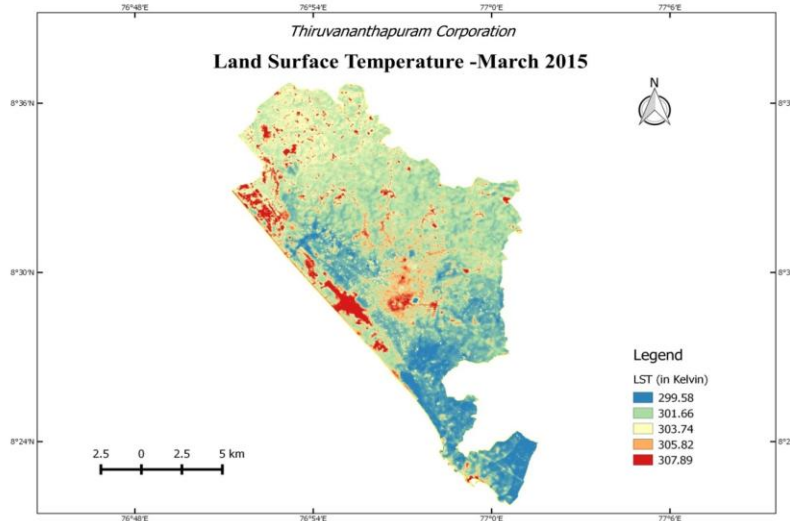 76°48'E 76°54'E 77°0'E 77°6'E
Thiruvananthapuram Corporation
Land Surface Temperature -March 2015
N
8°36'N
8°30'N
8°24'N
Legend
LST (in Kelvin)
299.58
301.66
303.74
305.82
307.89
2.5 0 2.5 5 km
76°48'E 76°54'E 77°0'E 77°6'E